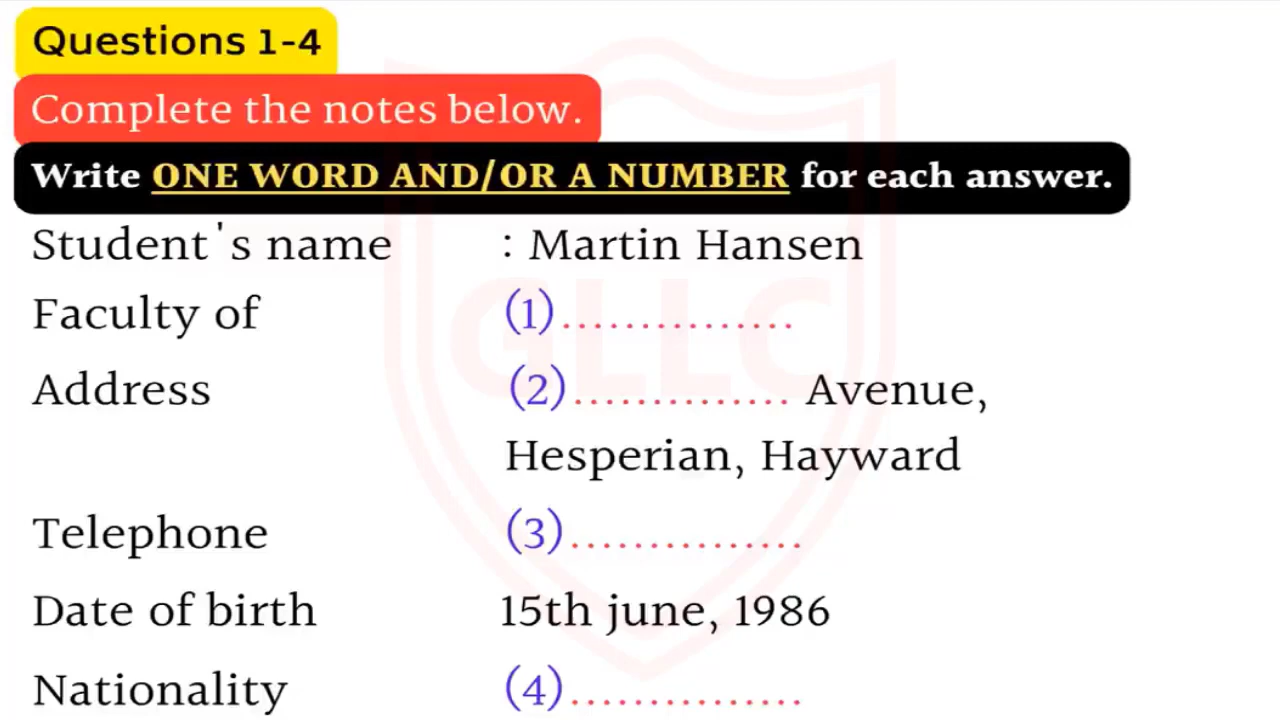 Questions 1-4
Complete the notes below.
Write ONE WORD AND/OR A NUMBER for each answer.
Student's name : Martin Hansen
Faculty of (1)...............
Address (2).............. Avenue,
Hesperian, Hayward
Telephone (3)...............
Date of birth 15th june, 1986
Nationality (4)...............
GLLC